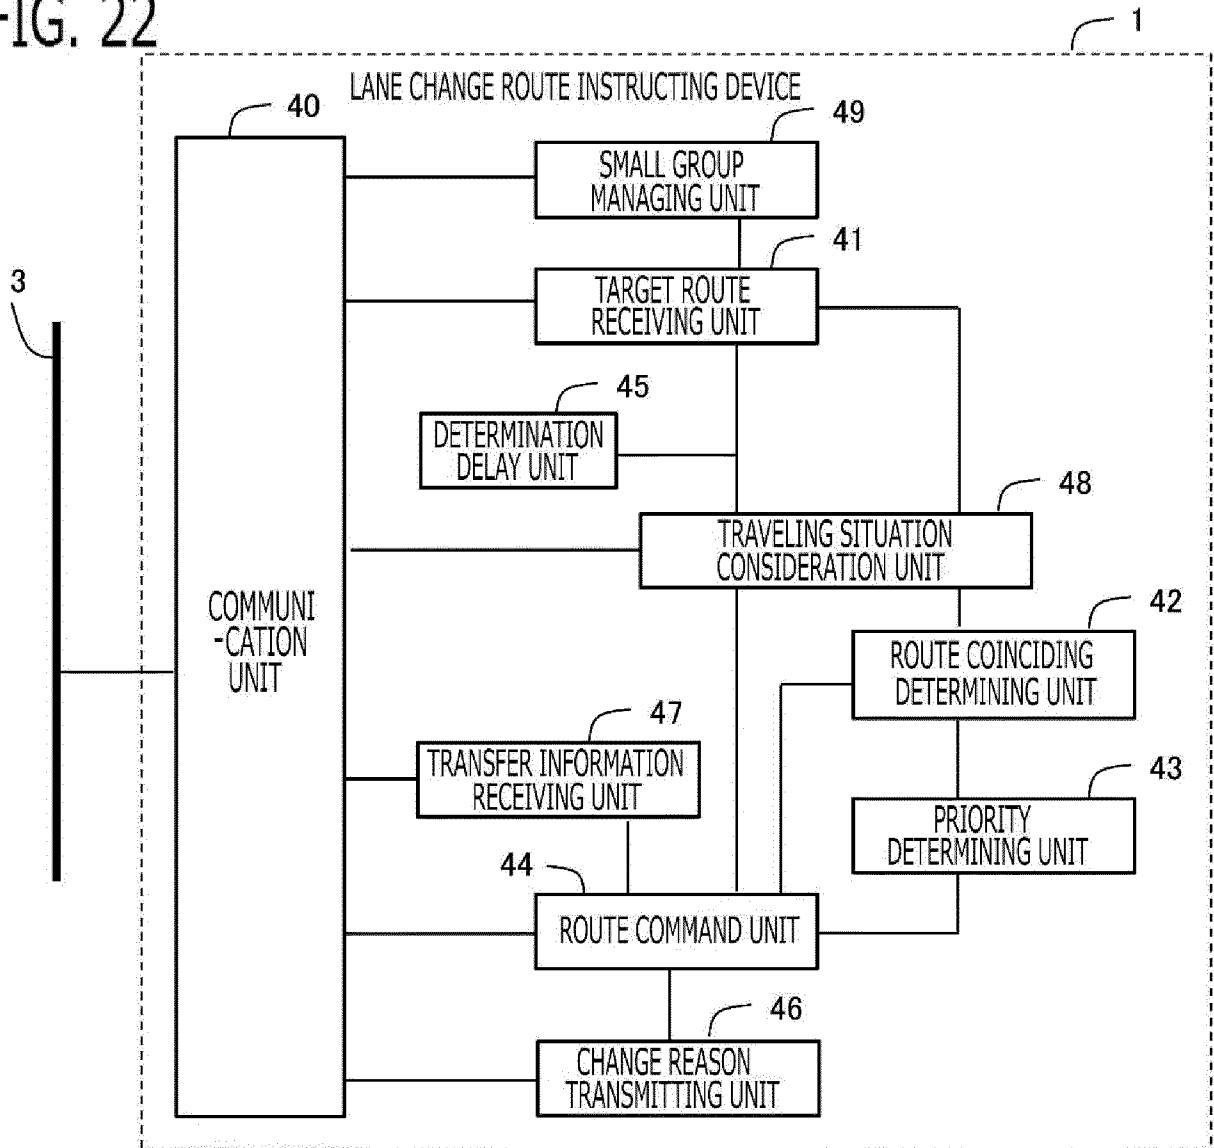 FIG. 22
1
LANE CHANGE ROUTE INSTRUCTING DEVICE
40
49
SMALL GROUP
MANAGING UNIT
41
3
TARGET ROUTE
RECEIVING UNIT
45
DETERMINATION
DELAY UNIT
48
TRAVELING SITUATION
CONSIDERATION UNIT
COMMUNI
-CATION
UNIT
42
ROUTE COINCIDING
DETERMINING UNIT
47
TRANSFER INFORMATION
RECEIVING UNIT
43
PRIORITY
DETERMINING UNIT
44
ROUTE COMMAND UNIT
46
CHANGE REASON
TRANSMITTING UNIT